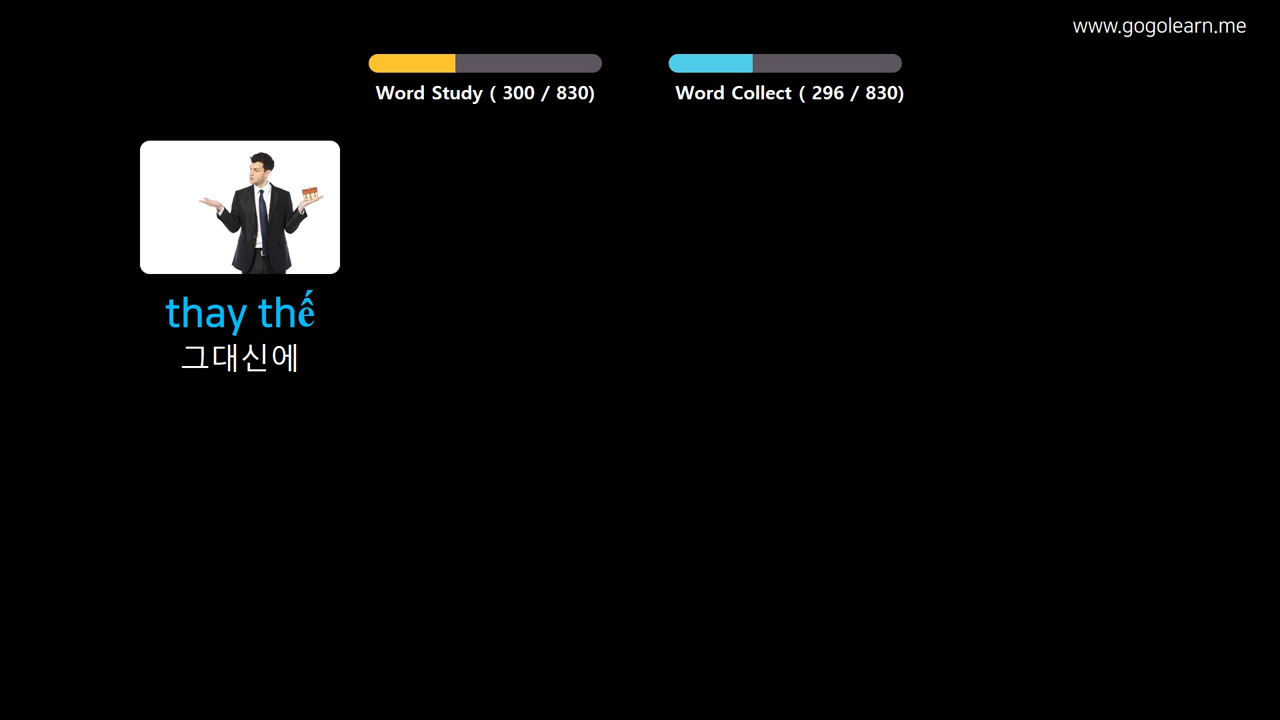 www.gogolearn.me
Word Study ( 300 / 830)
Word Collect ( 296 / 830)
thay thế
그대신에